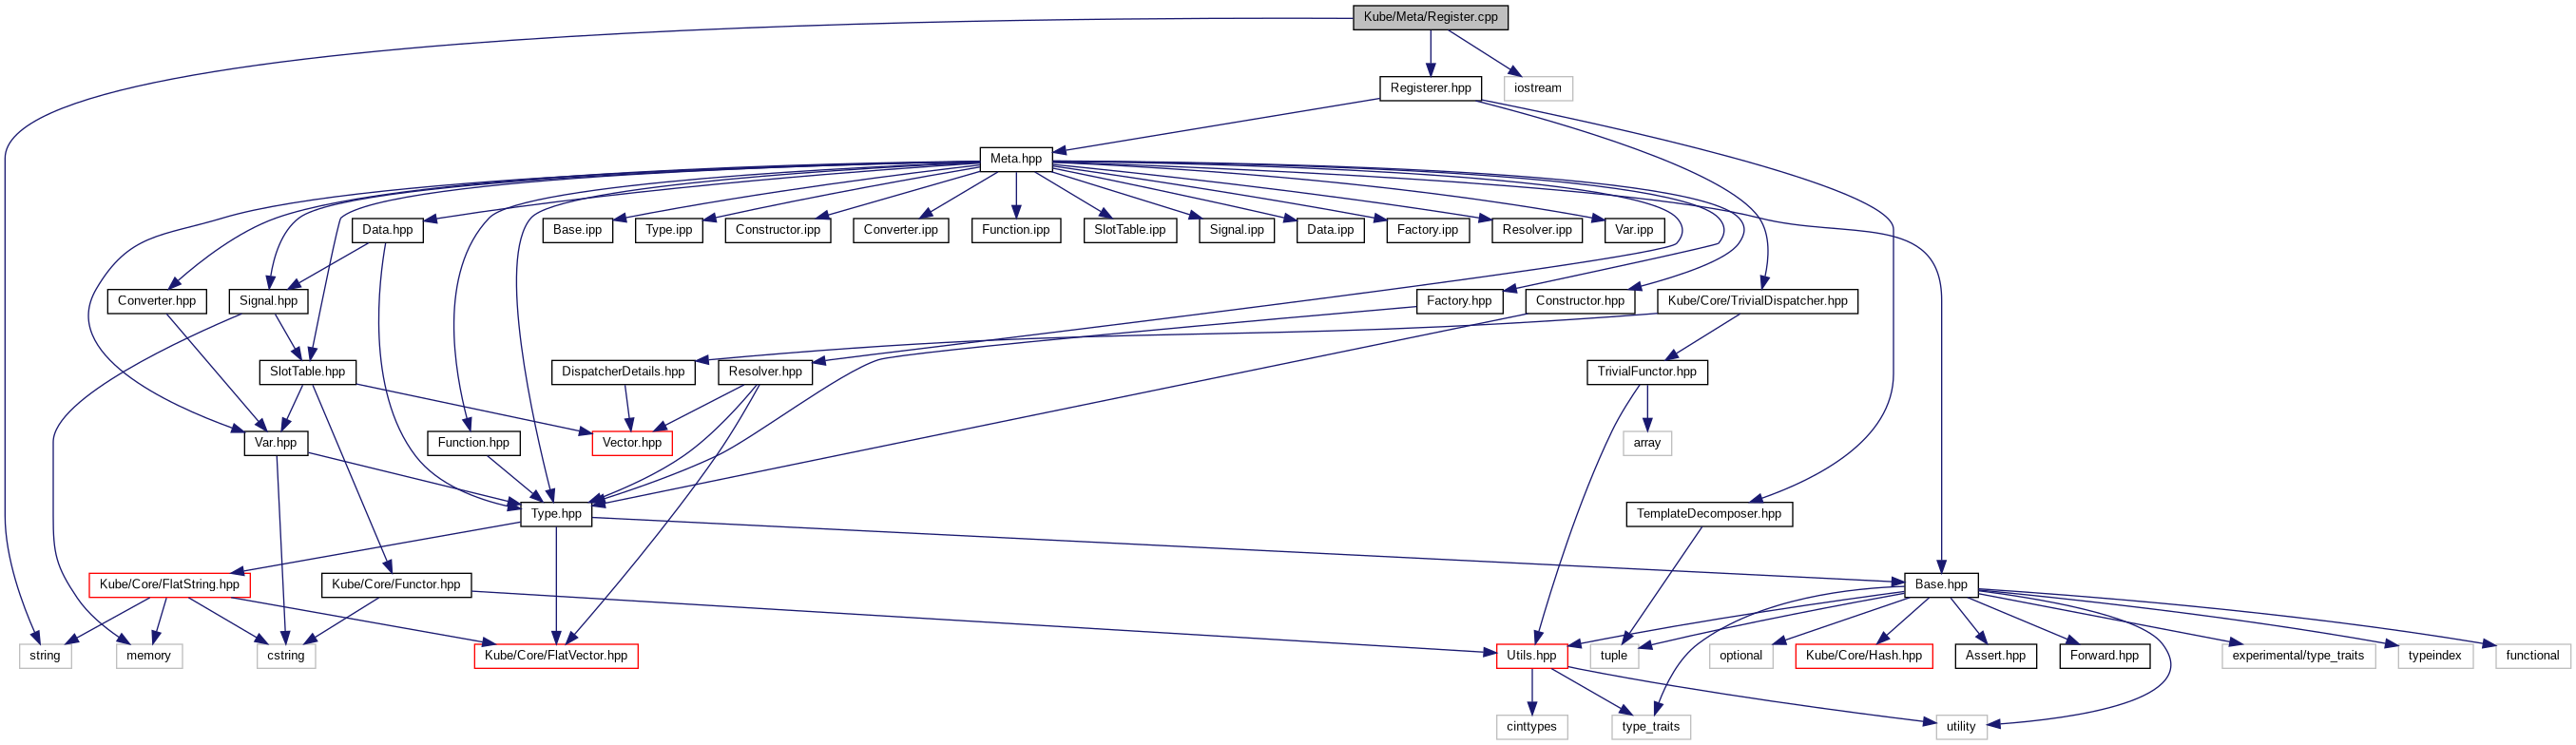 Kube/Meta/Register.cpp
Registerer.hpp
iostream
Meta.hpp
Data.hpp
Base.ipp
Type.ipp
Constructor.ipp
Converter.ipp
Function.ipp
SlotTable.ipp
Signal.ipp
Data.ipp
Factory.ipp
Resolver.ipp
Var.ipp
Converter.hpp
Signal.hpp
Factory.hpp
Constructor.hpp
Kube/Core/TrivialDispatcher.hpp
SlotTable.hpp
DispatcherDetails.hpp
Resolver.hpp
TrivialFunctor.hpp
Var.hpp
Function.hpp
Vector.hpp
array
Type.hpp
TemplateDecomposer.hpp
Kube/Core/FlatString.hpp
Kube/Core/Functor.hpp
Base.hpp
string
memory
cstring
Kube/Core/FlatVector.hpp
Utils.hpp
tuple
optional
Kube/Core/Hash.hpp
Assert.hpp
Forward.hpp
experimental/type_traits
typeindex
functional
cinttypes
type_traits
utility